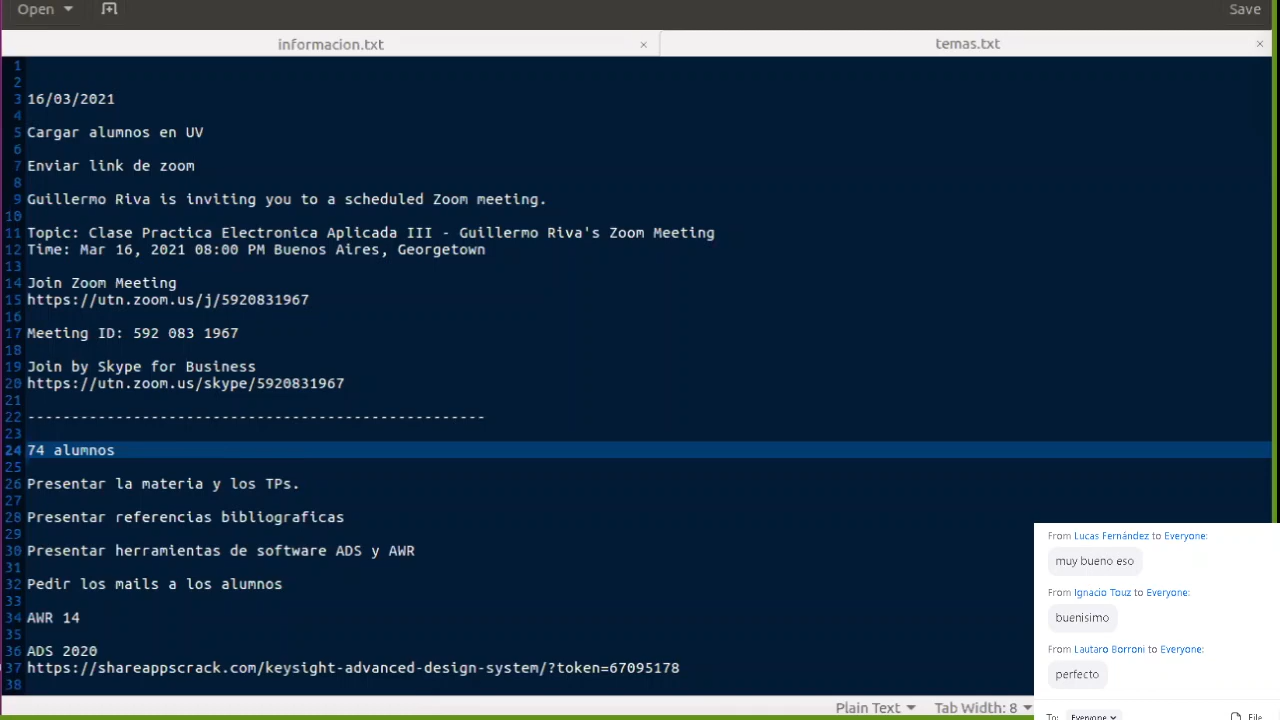 Open
Save
informacion.txt ×
temas.txt ×
1
2
3 16/03/2021
4
5 Cargar alumnos en UV
6
7 Enviar link de zoom
8
9 Guillermo Riva is inviting you to a scheduled Zoom meeting.
10
11 Topic: Clase Practica Electronica Aplicada III - Guillermo Riva's Zoom Meeting
12 Time: Mar 16, 2021 08:00 PM Buenos Aires, Georgetown
13
14 Join Zoom Meeting
15 https://utn.zoom.us/j/5920831967
16
17 Meeting ID: 592 083 1967
18
19 Join by Skype for Business
20 https://utn.zoom.us/skype/5920831967
21
22 ----------------------------------------------------
23
24 74 alumnos
25
26 Presentar la materia y los TPs.
27
28 Presentar referencias bibliograficas
29
30 Presentar herramientas de software ADS y AWR
31
32 Pedir los mails a los alumnos
33
34 AWR 14
35
36 ADS 2020
37 https://shareappscrack.com/keysight-advanced-design-system/?token=67095178
38
From Lucas Fernández to Everyone:
muy bueno eso
From Ignacio Touz to Everyone:
buenisimo
From Lautaro Borroni to Everyone:
perfecto
To: Everyone File
Plain Text Tab Width: 8